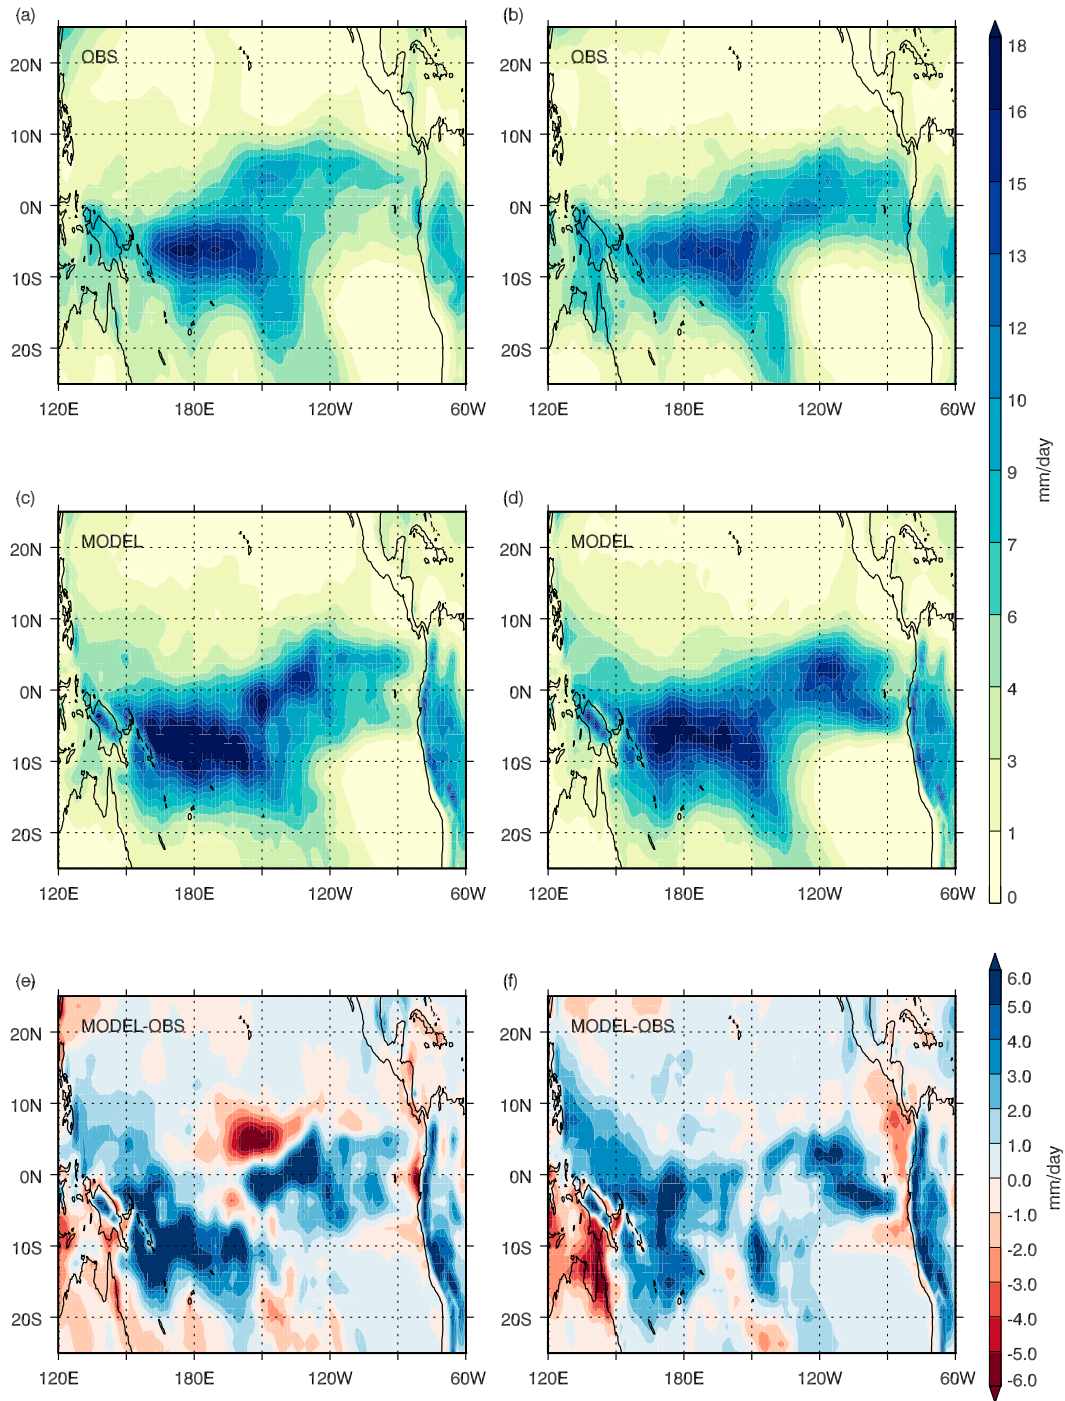 (a) (b)
OBS OBS
20N 20N
10N 10N
0N 0N
10S 10S
20S 20S
120E 180E 120W 60W 120E 180E 120W 60W
18
16
15
13
12
10
9
7
6
4
3
1
0
mm/day
(c) (d)
MODEL MODEL
20N 20N
10N 10N
0N 0N
10S 10S
20S 20S
120E 180E 120W 60W 120E 180E 120W 60W
(e) (f)
MODEL-OBS MODEL-OBS
20N 20N
10N 10N
0N 0N
10S 10S
20S 20S
120E 180E 120W 60W 120E 180E 120W 60W
6.0
5.0
4.0
3.0
2.0
1.0
0.0
-1.0
-2.0
-3.0
-4.0
-5.0
-6.0
mm/day